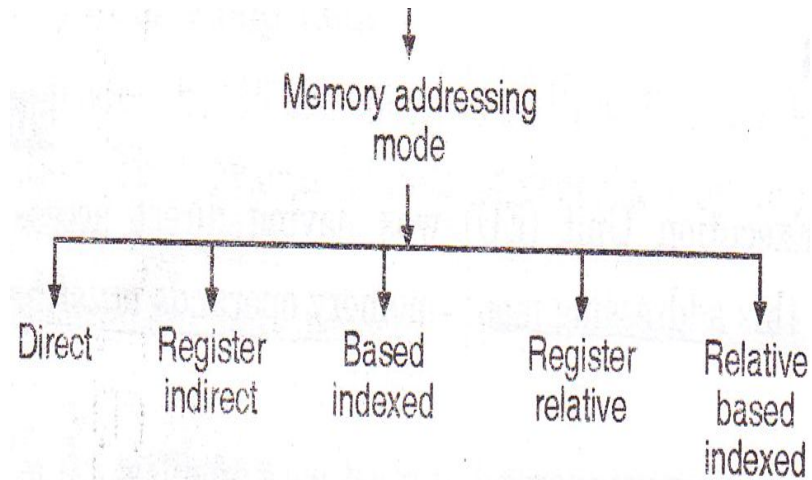 Memory addressing
mode
Direct
Register
indirect
Based
indexed
Register
relative
Relative
based
indexed